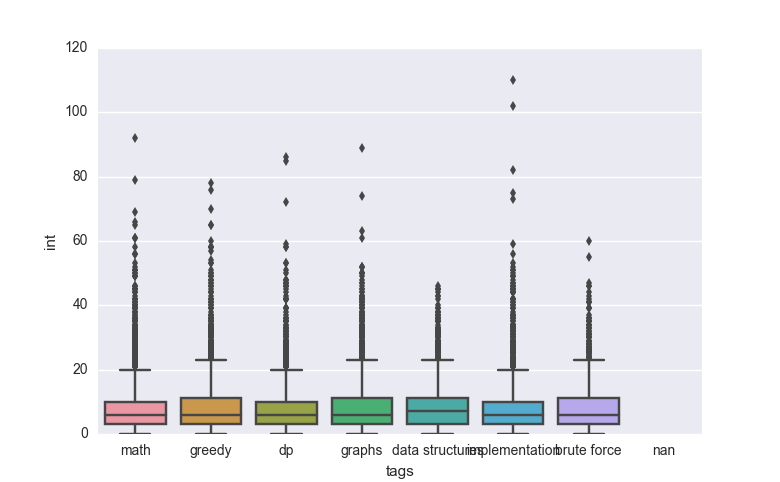 120
100
80
60
40
20
0
int
math greedy dp graphs data structures implementation brute force nan
tags